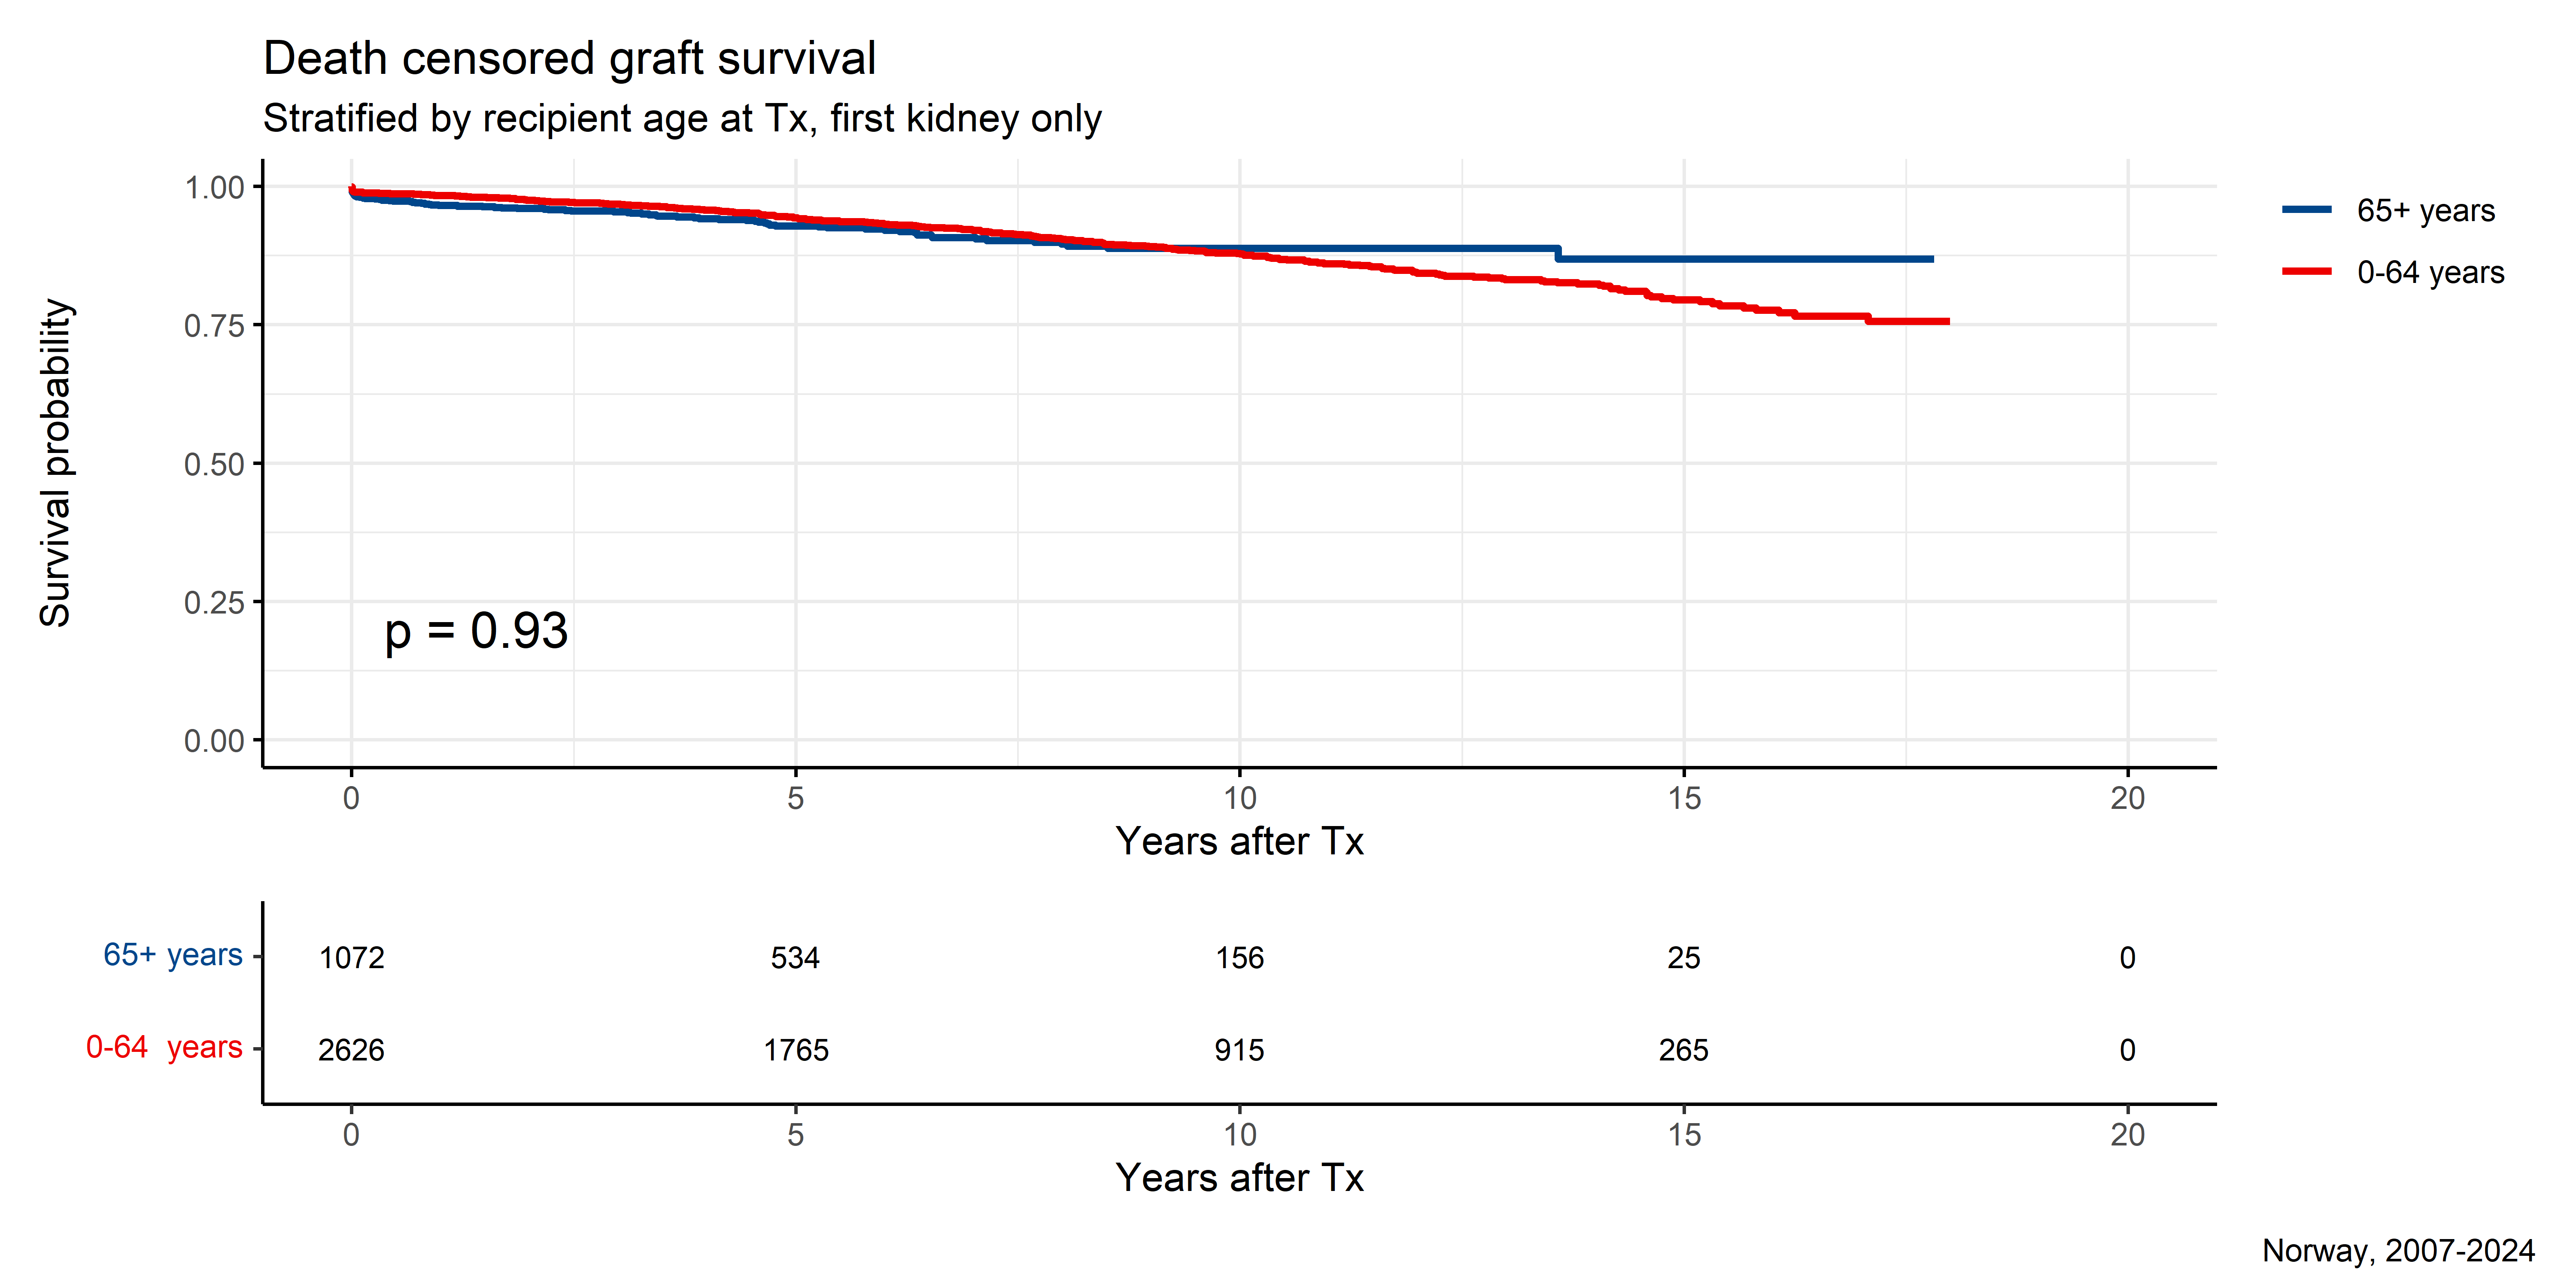 Death censored graft survival
Stratified by recipient age at Tx, first kidney only
Survival probability
1.00
0.75
0.50
0.25
0.00
p = 0.93
65+ years
0-64 years
0 5 10 15 20
Years after Tx
65+ years 1072 534 156 25 0
0-64  years 2626 1765 915 265 0
0 5 10 15 20
Years after Tx
Norway, 2007-2024